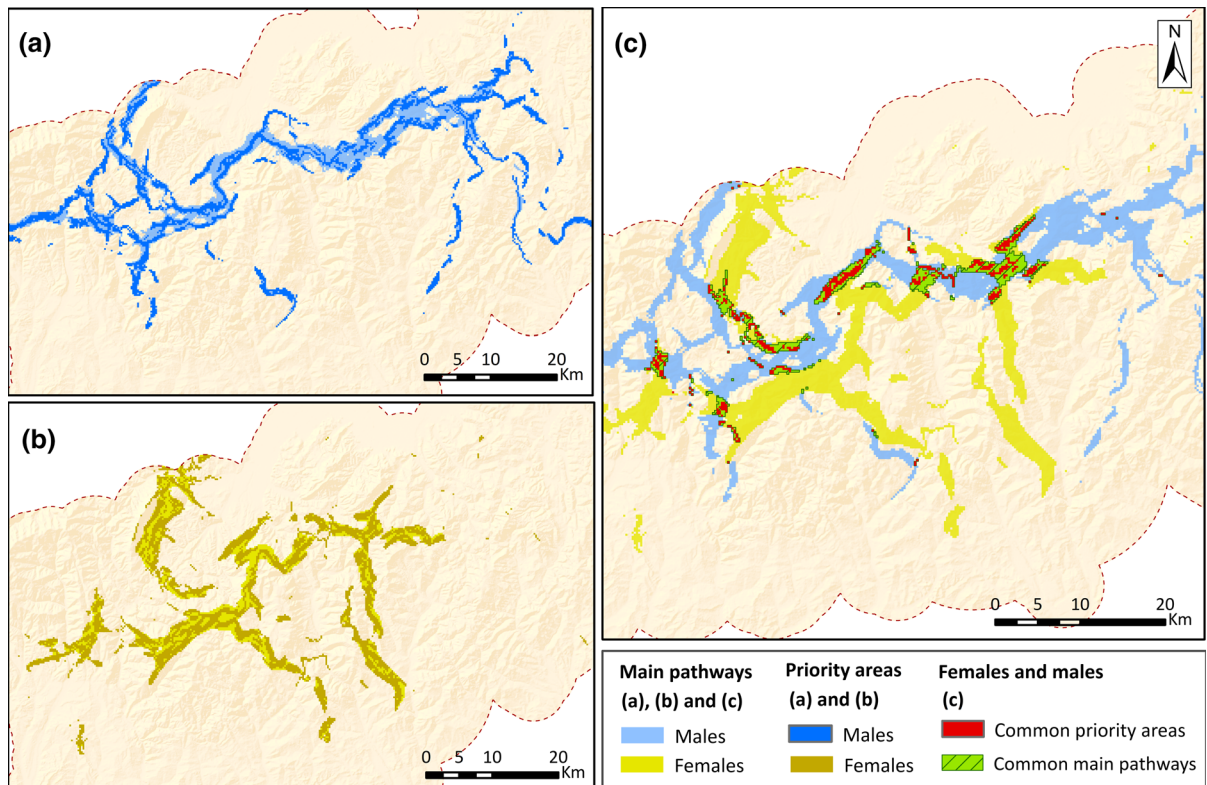 (a)
0 5 10 20
Km
(b)
0 5 10 20
Km
(c)
N
0 5 10 20
Km
Main pathways
(a), (b) and (c)
Males
Females
Priority areas
(a) and (b)
Males
Females
Females and males
(c)
Common priority areas
Common main pathways